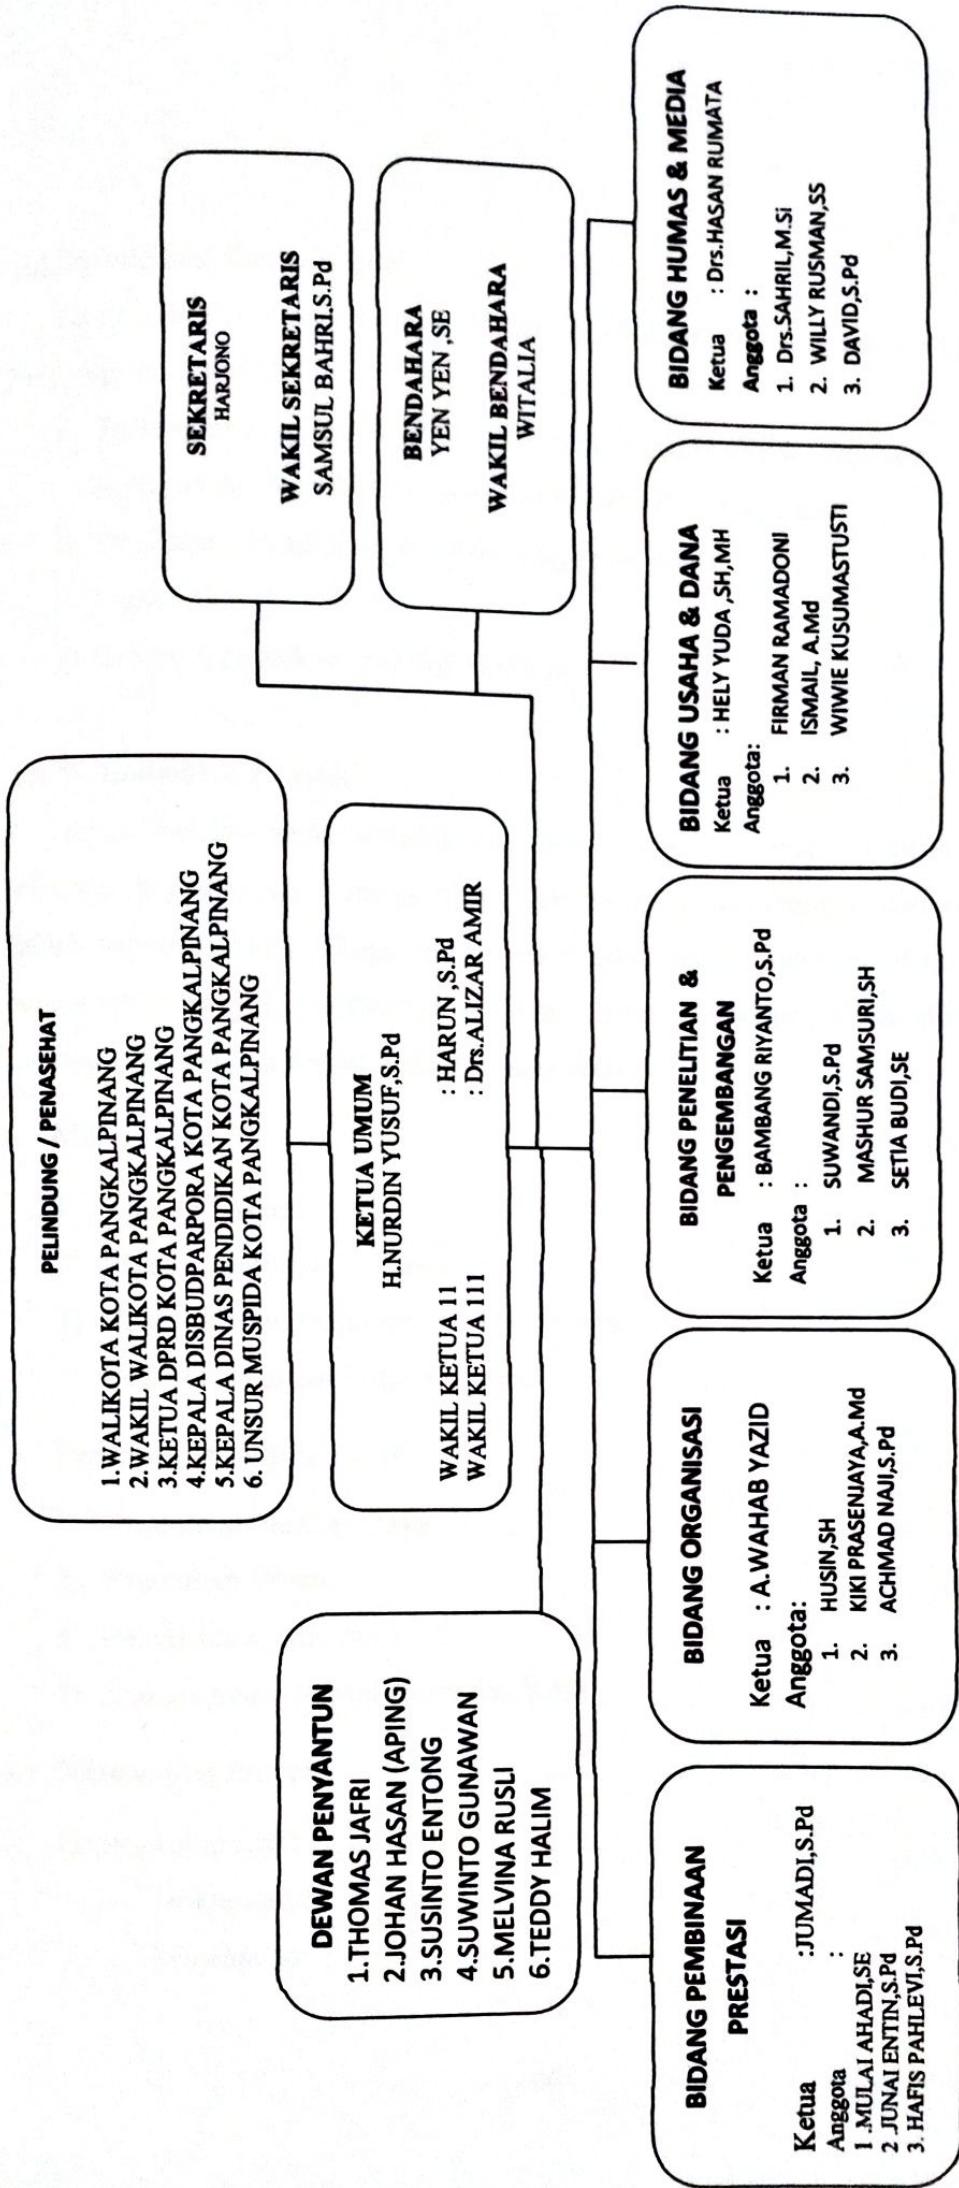 PELINDUNG / PENASEHAT
1.WALIKOTA KOTA PANGKALPINANG
2.WAKIL WALIKOTA PANGKALPINANG
3.KETUA DPRD KOTA PANGKALPINANG
4.KEPALA DISBUDPARPORA KOTA PANGKALPINANG
5.KEPALA DINAS PENDIDIKAN KOTA PANGKALPINANG
6. UNSUR MUSPIDA KOTA PANGKALPINANG
KETUA UMUM
H.NURDIN YUSUF,S.Pd
WAKIL KETUA 11 : HARUN ,S.Pd
WAKIL KETUA 111 : Drs.ALIZAR AMIR
SEKRETARIS
HARJONO
WAKIL SEKRETARIS
SAMSUL BAHRI.S.Pd
BENDAHARA
YEN YEN ,SE
WAKIL BENDAHARA
WITALIA
DEWAN PENYANTUN
1.THOMAS JAFRI
2.JOHAN HASAN (APING)
3.SUSINTO ENTONG
4.SUWINTO GUNAWAN
5.MELVINA RUSLI
6.TEDDY HALIM
BIDANG PEMBINAAN
PRESTASI
Ketua :JUMADI,S.Pd
Anggota :
1 .MULAI AHADI,SE
2 .JUNAI ENTIN,S.Pd
3. HAFIS PAHLEVI,S.Pd
BIDANG ORGANISASI
Ketua : A.WAHAB YAZID
Anggota:
1. HUSIN,SH
2. KIKI PRASENJAYA,A.Md
3. ACHMAD NAJI,S.Pd
BIDANG PENELITIAN &
PENGEMBANGAN
Ketua : BAMBANG RIYANTO,S.Pd
Anggota :
1. SUWANDI,S.Pd
2. MASHUR SAMSURI,SH
3. SETIA BUDI,SE
BIDANG USAHA & DANA
Ketua : HELY YUDA ,SH,MH
Anggota:
1. FIRMAN RAMADONI
2. ISMAIL, A.Md
3. WIWIE KUSUMASTUSTI
BIDANG HUMAS & MEDIA
Ketua : Drs.HASAN RUMATA
Anggota :
1. Drs.SAHRIL,M.Si
2. WILLY RUSMAN,SS
3. DAVID,S.Pd